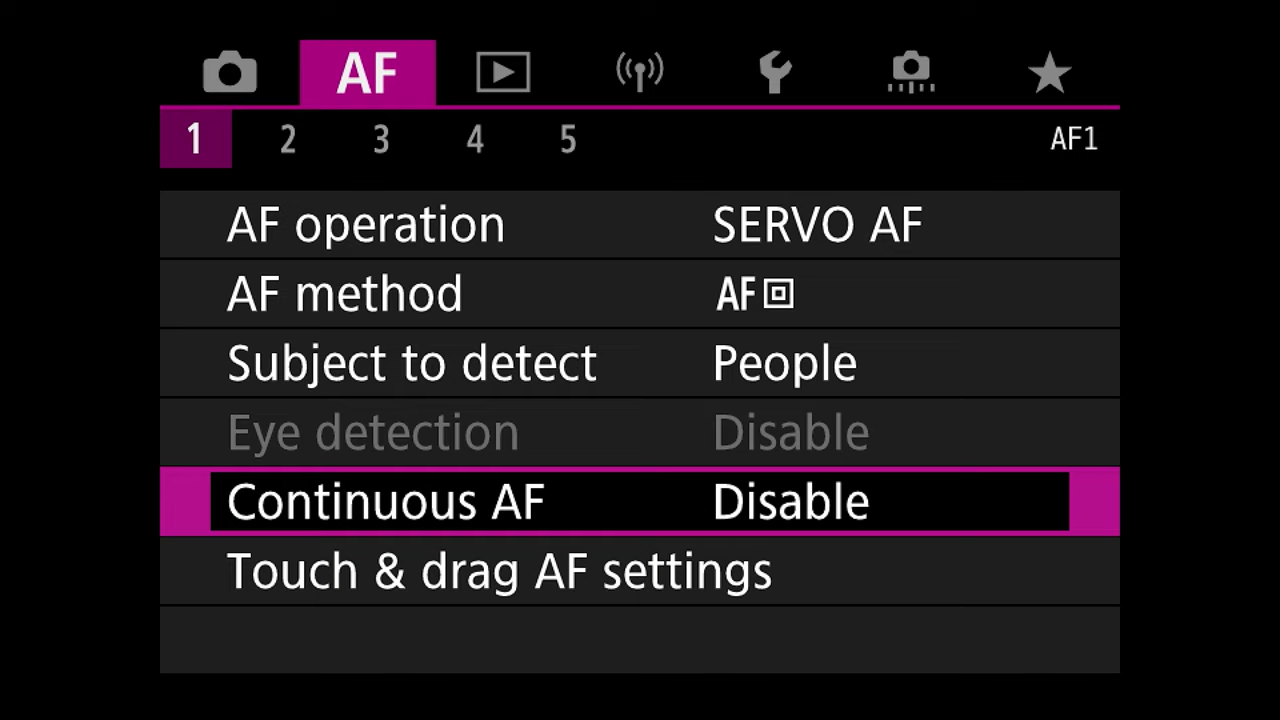 AF
1 2 3 4 5 AF1
AF operation SERVO AF
AF method AF
Subject to detect People
Eye detection Disable
Continuous AF Disable
Touch & drag AF settings